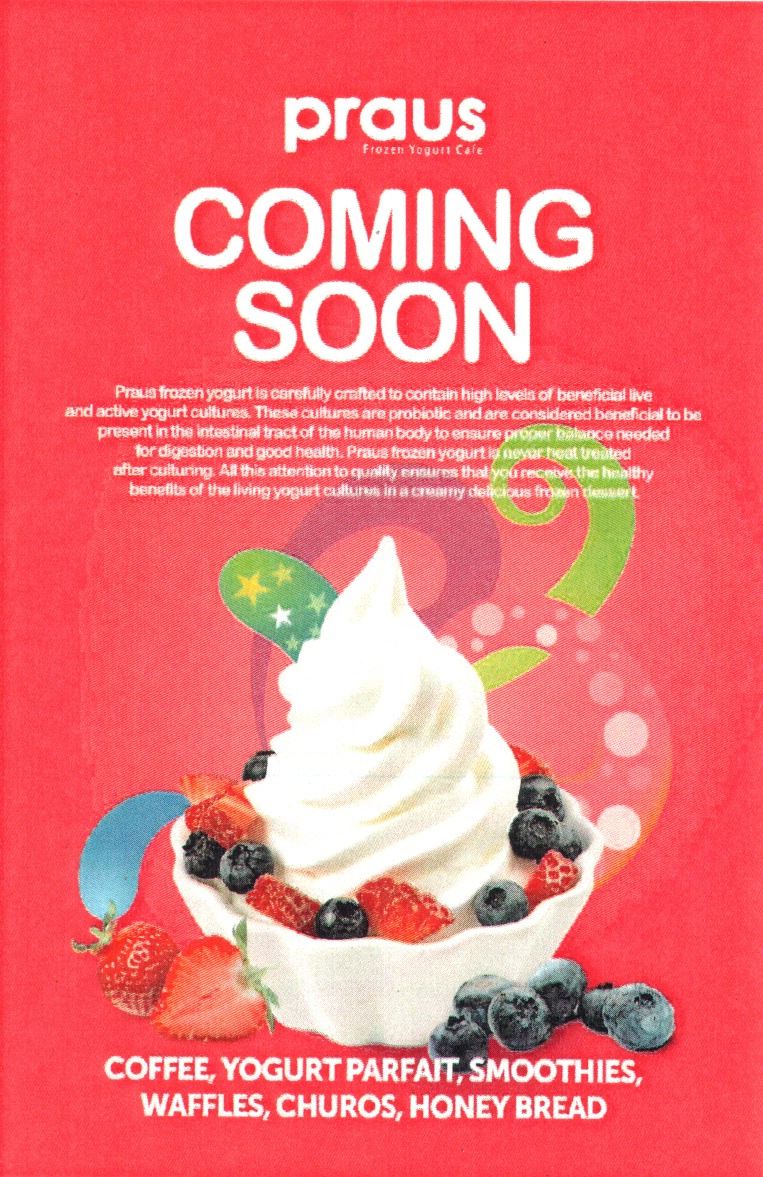 praus
Frozen Yogurt Cafe
COMING
SOON
Praus frozen yogurt is carefully crafted to contain high levels of beneficial live
and active yogurt cultures. These cultures are probiotic and are considered beneficial to be
present in the intestinal tract of the human body to ensure proper balance needed
for digestion and good health. Praus frozen yogurt is never heat treated
after culturing. All this attention to quality ensures that you receive the healthy
benefits of the living yogurt cultures in a creamy delicious frozen dessert.
COFFEE, YOGURT PARFAIT, SMOOTHIES,
WAFFLES, CHUROS, HONEY BREAD